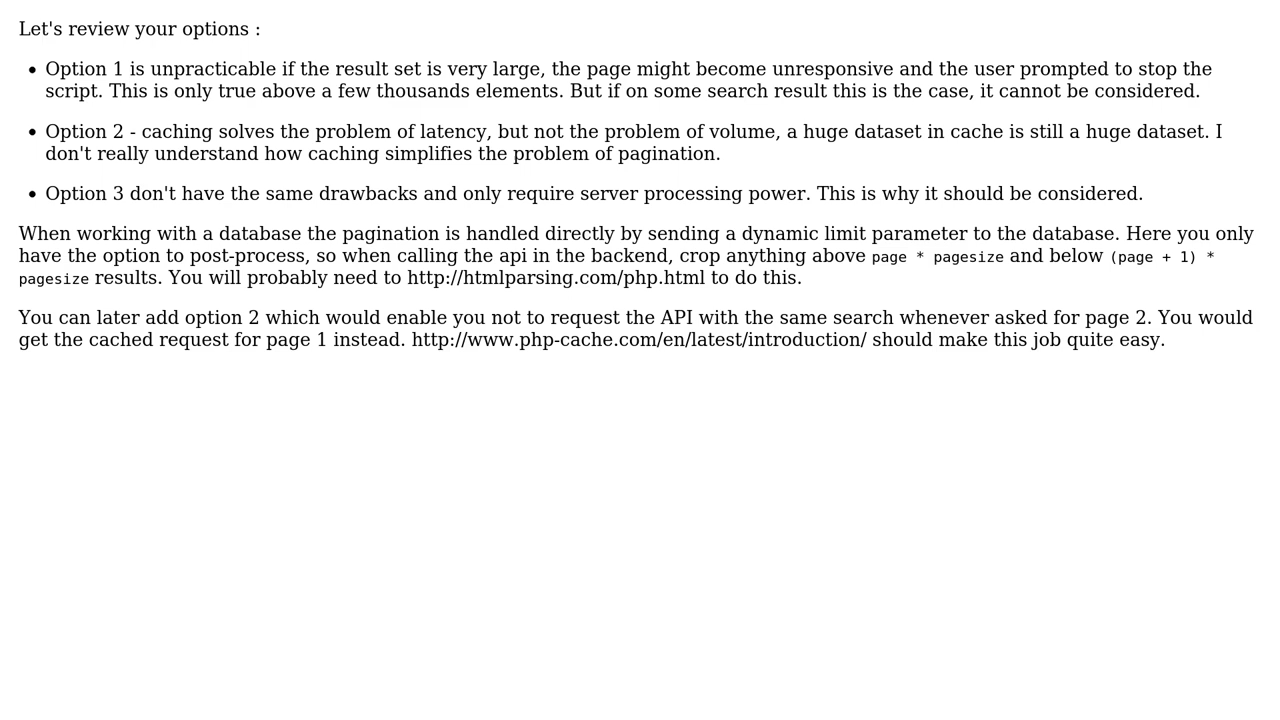 Let's review your options :
• Option 1 is unpracticable if the result set is very large, the page might become unresponsive and the user prompted to stop the
script. This is only true above a few thousands elements. But if on some search result this is the case, it cannot be considered.
• Option 2 - caching solves the problem of latency, but not the problem of volume, a huge dataset in cache is still a huge dataset. I
don't really understand how caching simplifies the problem of pagination.
• Option 3 don't have the same drawbacks and only require server processing power. This is why it should be considered.
When working with a database the pagination is handled directly by sending a dynamic limit parameter to the database. Here you only
have the option to post-process, so when calling the api in the backend, crop anything above page * pagesize and below (page + 1) *
pagesize results. You will probably need to http://htmlparsing.com/php.html to do this.
You can later add option 2 which would enable you not to request the API with the same search whenever asked for page 2. You would
get the cached request for page 1 instead. http://www.php-cache.com/en/latest/introduction/ should make this job quite easy.